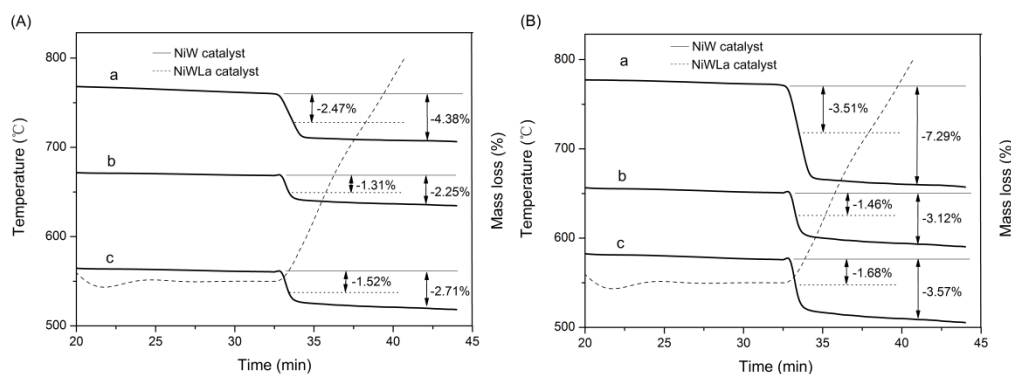 (A)
NiW catalyst
NiWLa catalyst
a
b
c
-2.47%
-4.38%
-1.31%
-2.25%
-1.52%
-2.71%
800
700
600
500
20 25 30 35 40 45
Temperature (℃)
Mass loss (%)
Time (min)
(B)
NiW catalyst
NiWLa catalyst
a
b
c
-3.51%
-7.29%
-1.46%
-3.12%
-1.68%
-3.57%
800
700
600
500
20 25 30 35 40 45
Temperature (℃)
Mass loss (%)
Time (min)